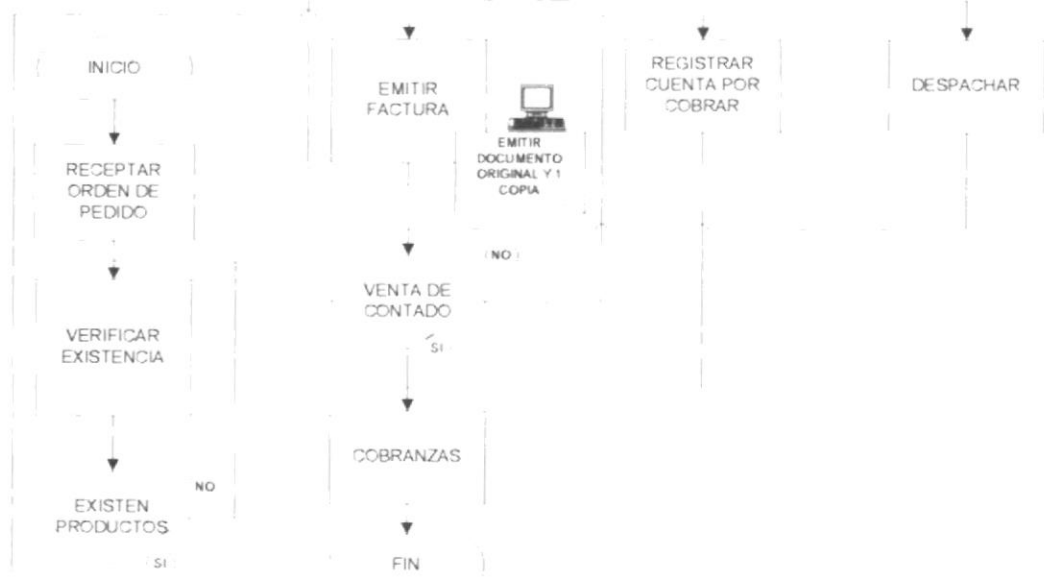 INICIO
RECEPTAR
ORDEN DE
PEDIDO
VERIFICAR
EXISTENCIA
EXISTEN
PRODUCTOS
NO
SI
EMITIR
FACTURA
EMITIR
DOCUMENTO
ORIGINAL Y 1
COPIA
VENTA DE
CONTADO
NO
SI
COBRANZAS
FIN
REGISTRAR
CUENTA POR
COBRAR
DESPACHAR